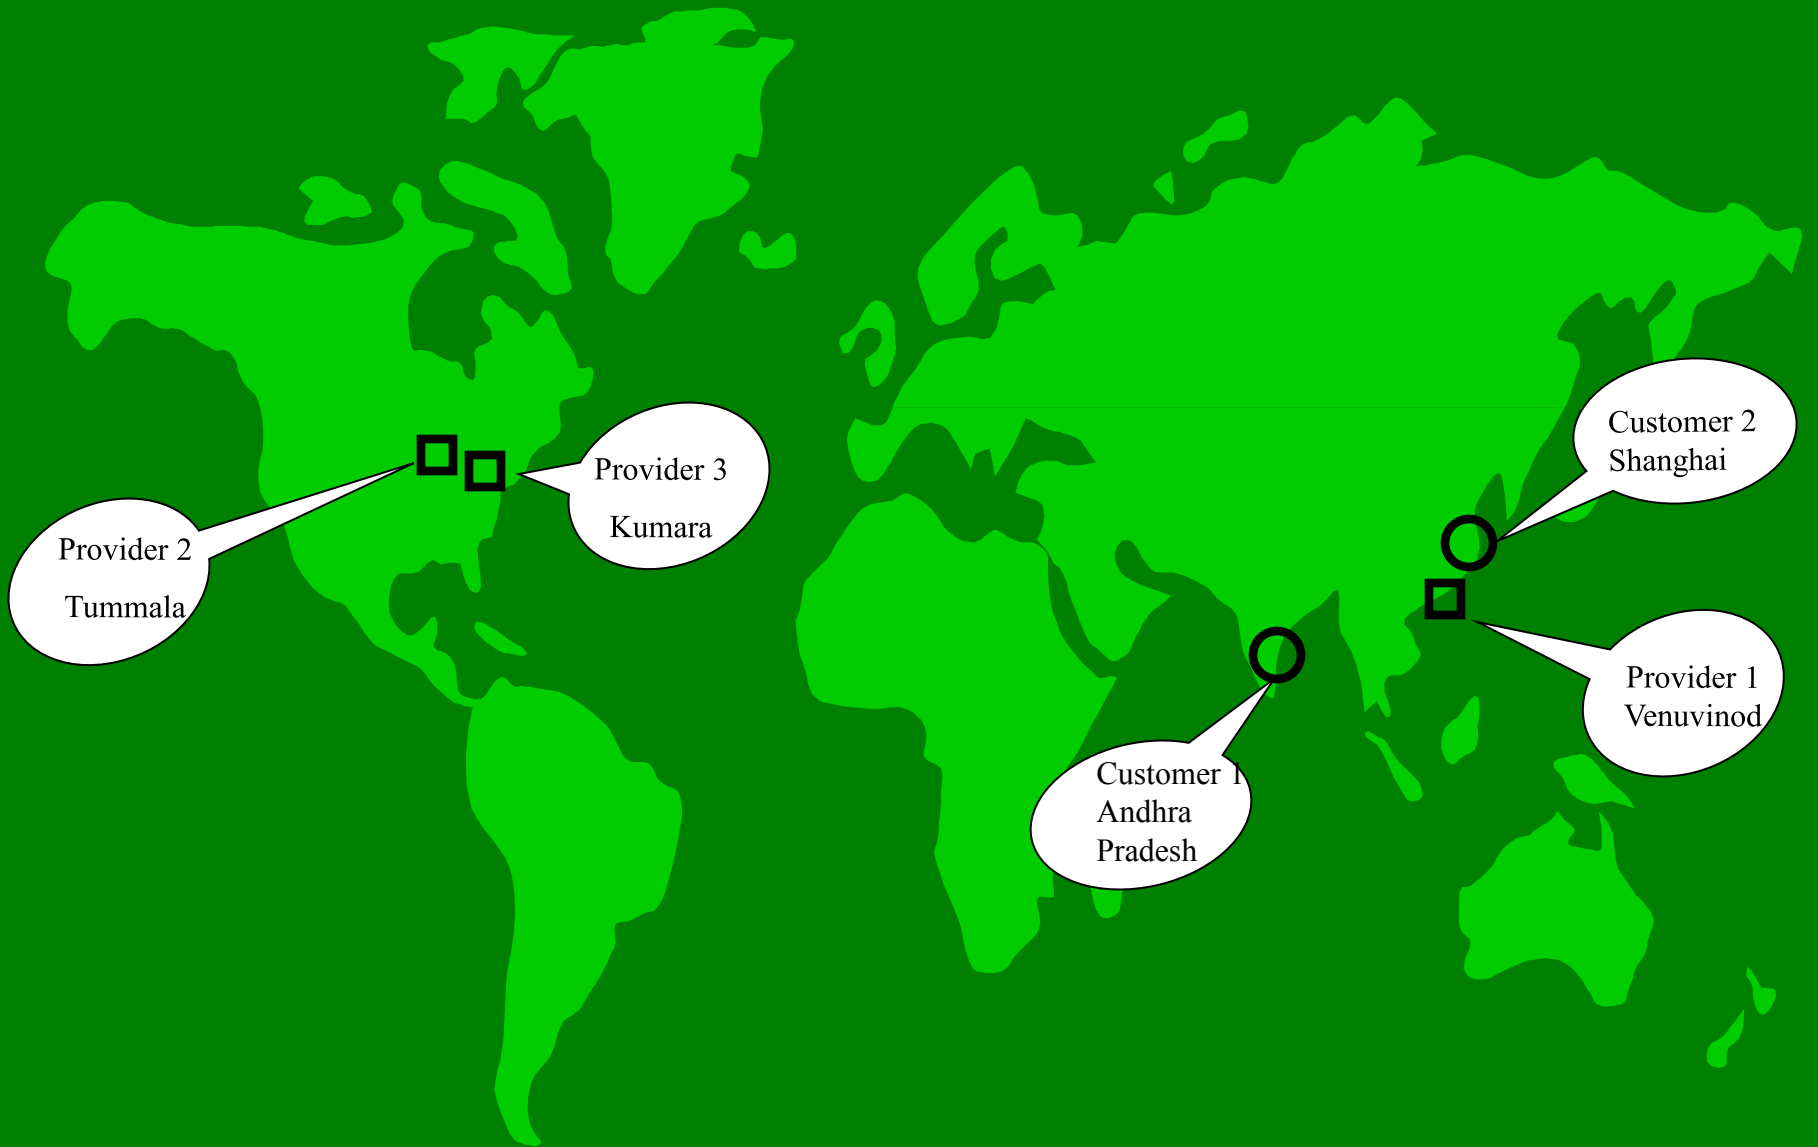 Customer 2
Shanghai
Provider 3
Kumara
Provider 2
Tummala
Provider 1
Venuvinod
Customer 1
Andhra
Pradesh